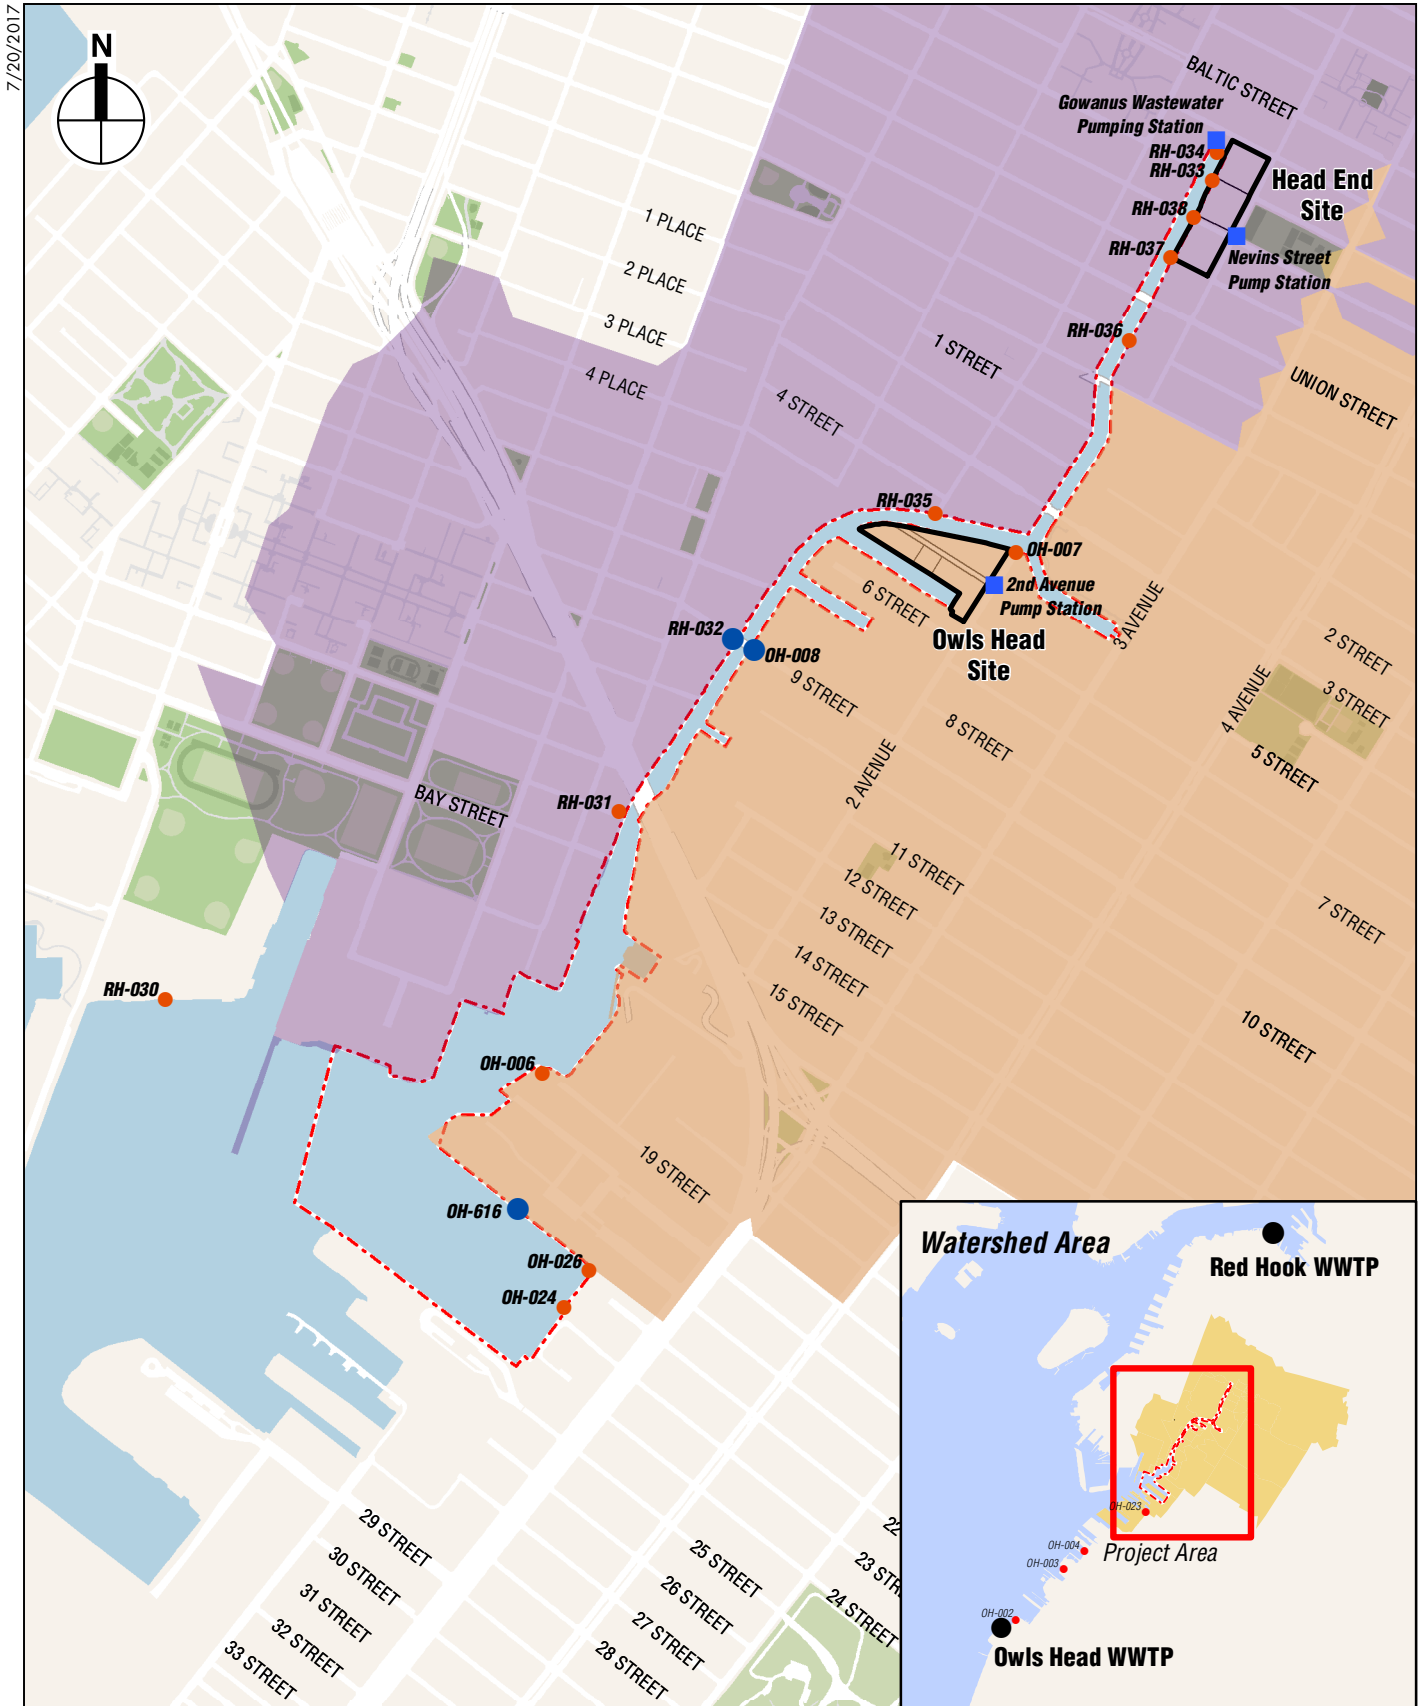 7/20/2017
N
BALTIC STREET
Gowanus Wastewater
Pumping Station
RH-034
RH-033
Head End
Site
RH-038
RH-037
Nevins Street
Pump Station
1 PLACE
2 PLACE
3 PLACE
4 PLACE
RH-036
1 STREET
UNION STREET
4 STREET
RH-035
OH-007
2nd Avenue
Pump Station
6 STREET
3 AVENUE
RH-032
OH-008
Owls Head
Site
2 STREET
3 STREET
4 AVENUE
5 STREET
9 STREET
8 STREET
2 AVENUE
BAY STREET
RH-031
11 STREET
12 STREET
13 STREET
14 STREET
15 STREET
7 STREET
10 STREET
RH-030
OH-006
19 STREET
OH-616
OH-026
OH-024
Watershed Area
Red Hook WWTP
OH-023
OH-004
OH-003
Project Area
OH-002
Owls Head WWTP
22
23 STR
24 STREET
25 STREET
26 STREET
27 STREET
28 STREET
29 STREET
30 STREET
31 STREET
32 STREET
33 STREET